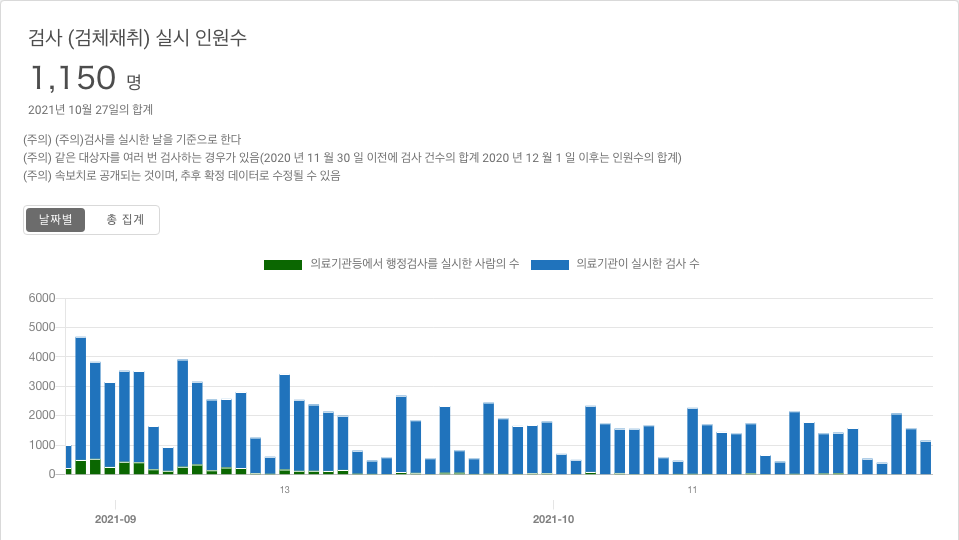 검사 (검체채취) 실시 인원수
1,150 명
2021년 10월 27일의 합계
(주의) (주의)검사를 실시한 날을 기준으로 한다
(주의) 같은 대상자를 여러 번 검사하는 경우가 있음(2020 년 11 월 30 일 이전에 검사 건수의 합계 2020 년 12 월 1 일 이후는 인원수의 합계)
(주의) 속보치로 공개되는 것이며, 추후 확정 데이터로 수정될 수 있음
날짜별 총 집계
의료기관등에서 행정검사를 실시한 사람의 수 의료기관이 실시한 검사 수
6000
5000
4000
3000
2000
1000
0
13 11
2021-09 2021-10